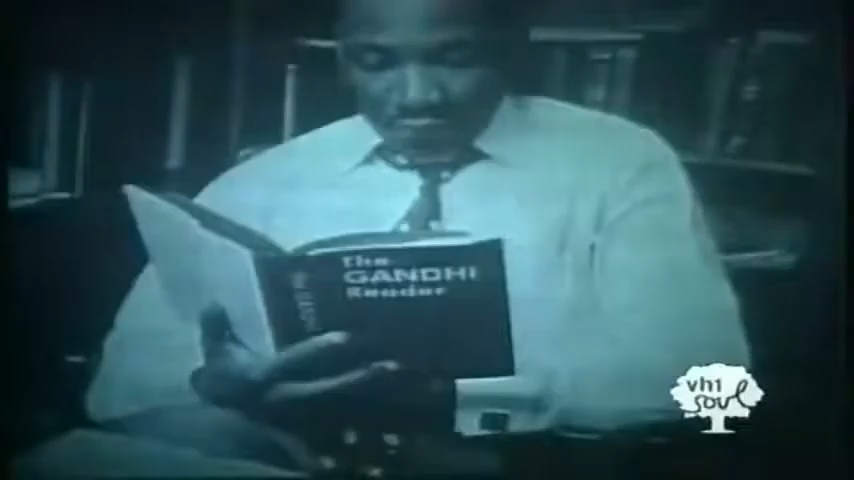 The
GANDHI
Reader
vh1
soul